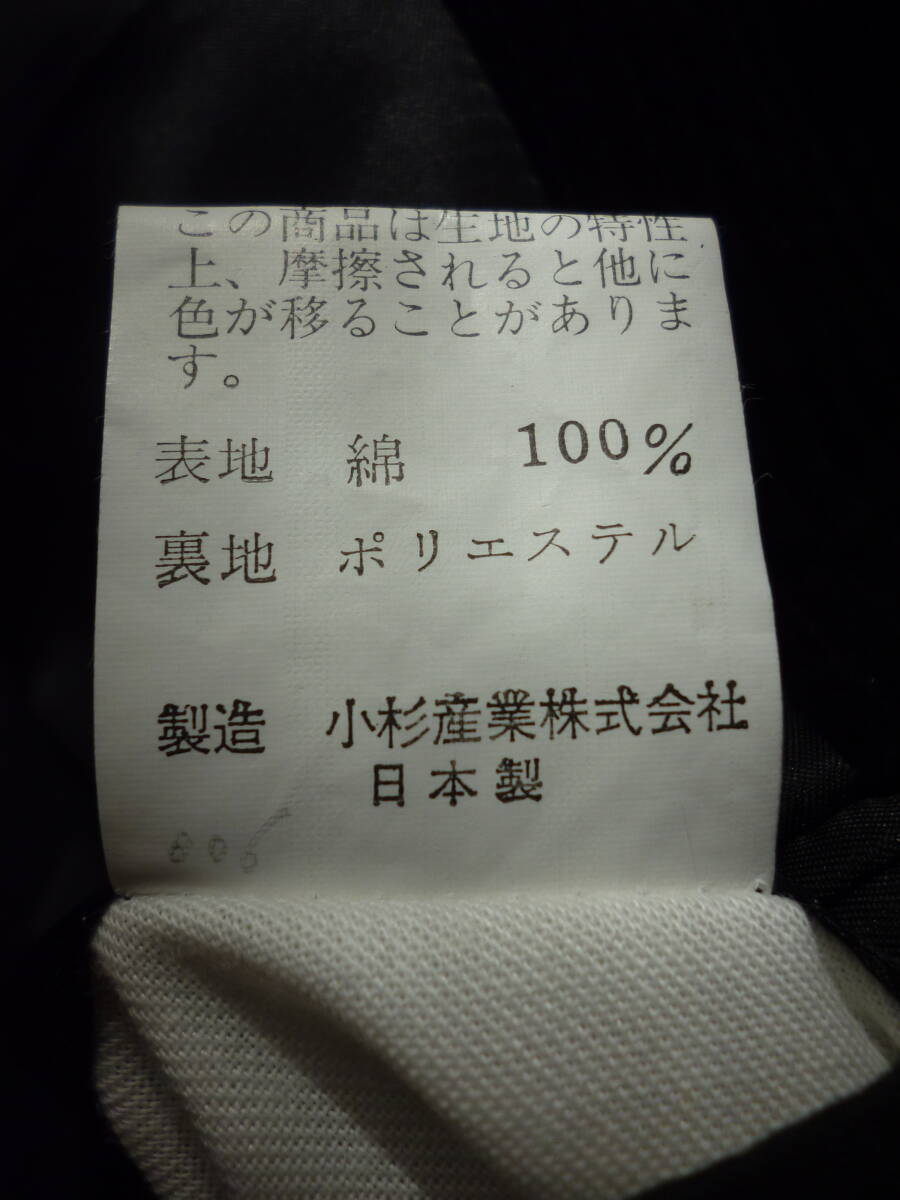 この商品は生地の特性
上、摩擦されると他に
色が移ることがありま
す。
表地 綿 100%
裏地 ポリエステル
製造 小杉産業株式会社
日本製